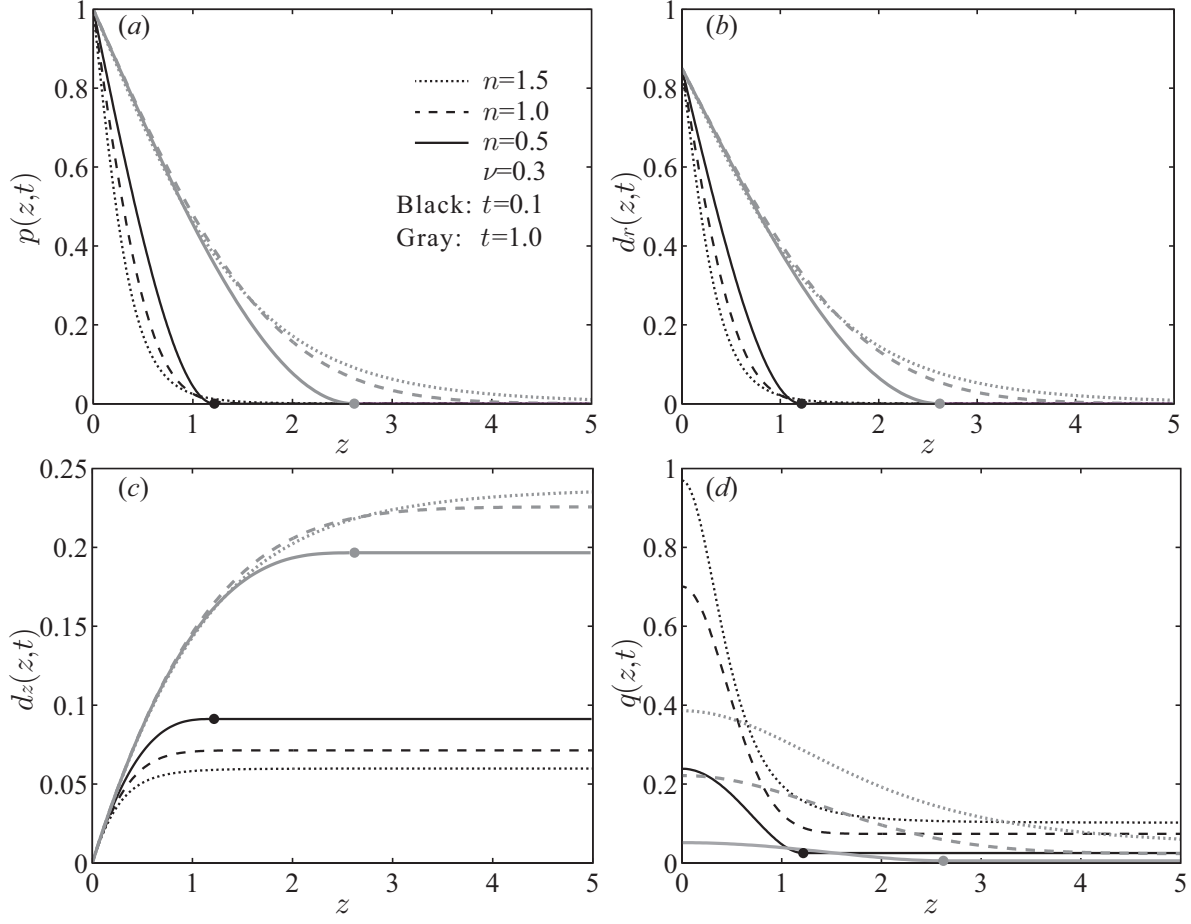 1
(a)
0.8
0.6
0.4
0.2
0
p(z,t)
n=1.5
n=1.0
n=0.5
ν=0.3
Black: t=0.1
Gray: t=1.0
0 1 2 3 4 5
z
1
(b)
0.8
0.6
0.4
0.2
0
dr(z,t)
0 1 2 3 4 5
z
0.25
(c)
0.2
0.15
0.1
0.05
0
dz(z,t)
0 1 2 3 4 5
z
1
(d)
0.8
0.6
0.4
0.2
0
q(z,t)
0 1 2 3 4 5
z